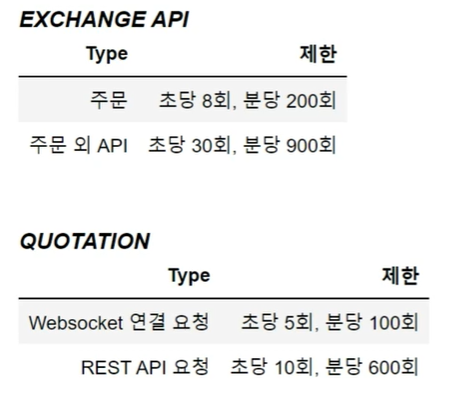 EXCHANGE API
Type 제한
주문 초당 8회, 분당 200회
주문 외 API 초당 30회, 분당 900회
QUOTATION
Type 제한
Websocket 연결 요청 초당 5회, 분당 100회
REST API 요청 초당 10회, 분당 600회